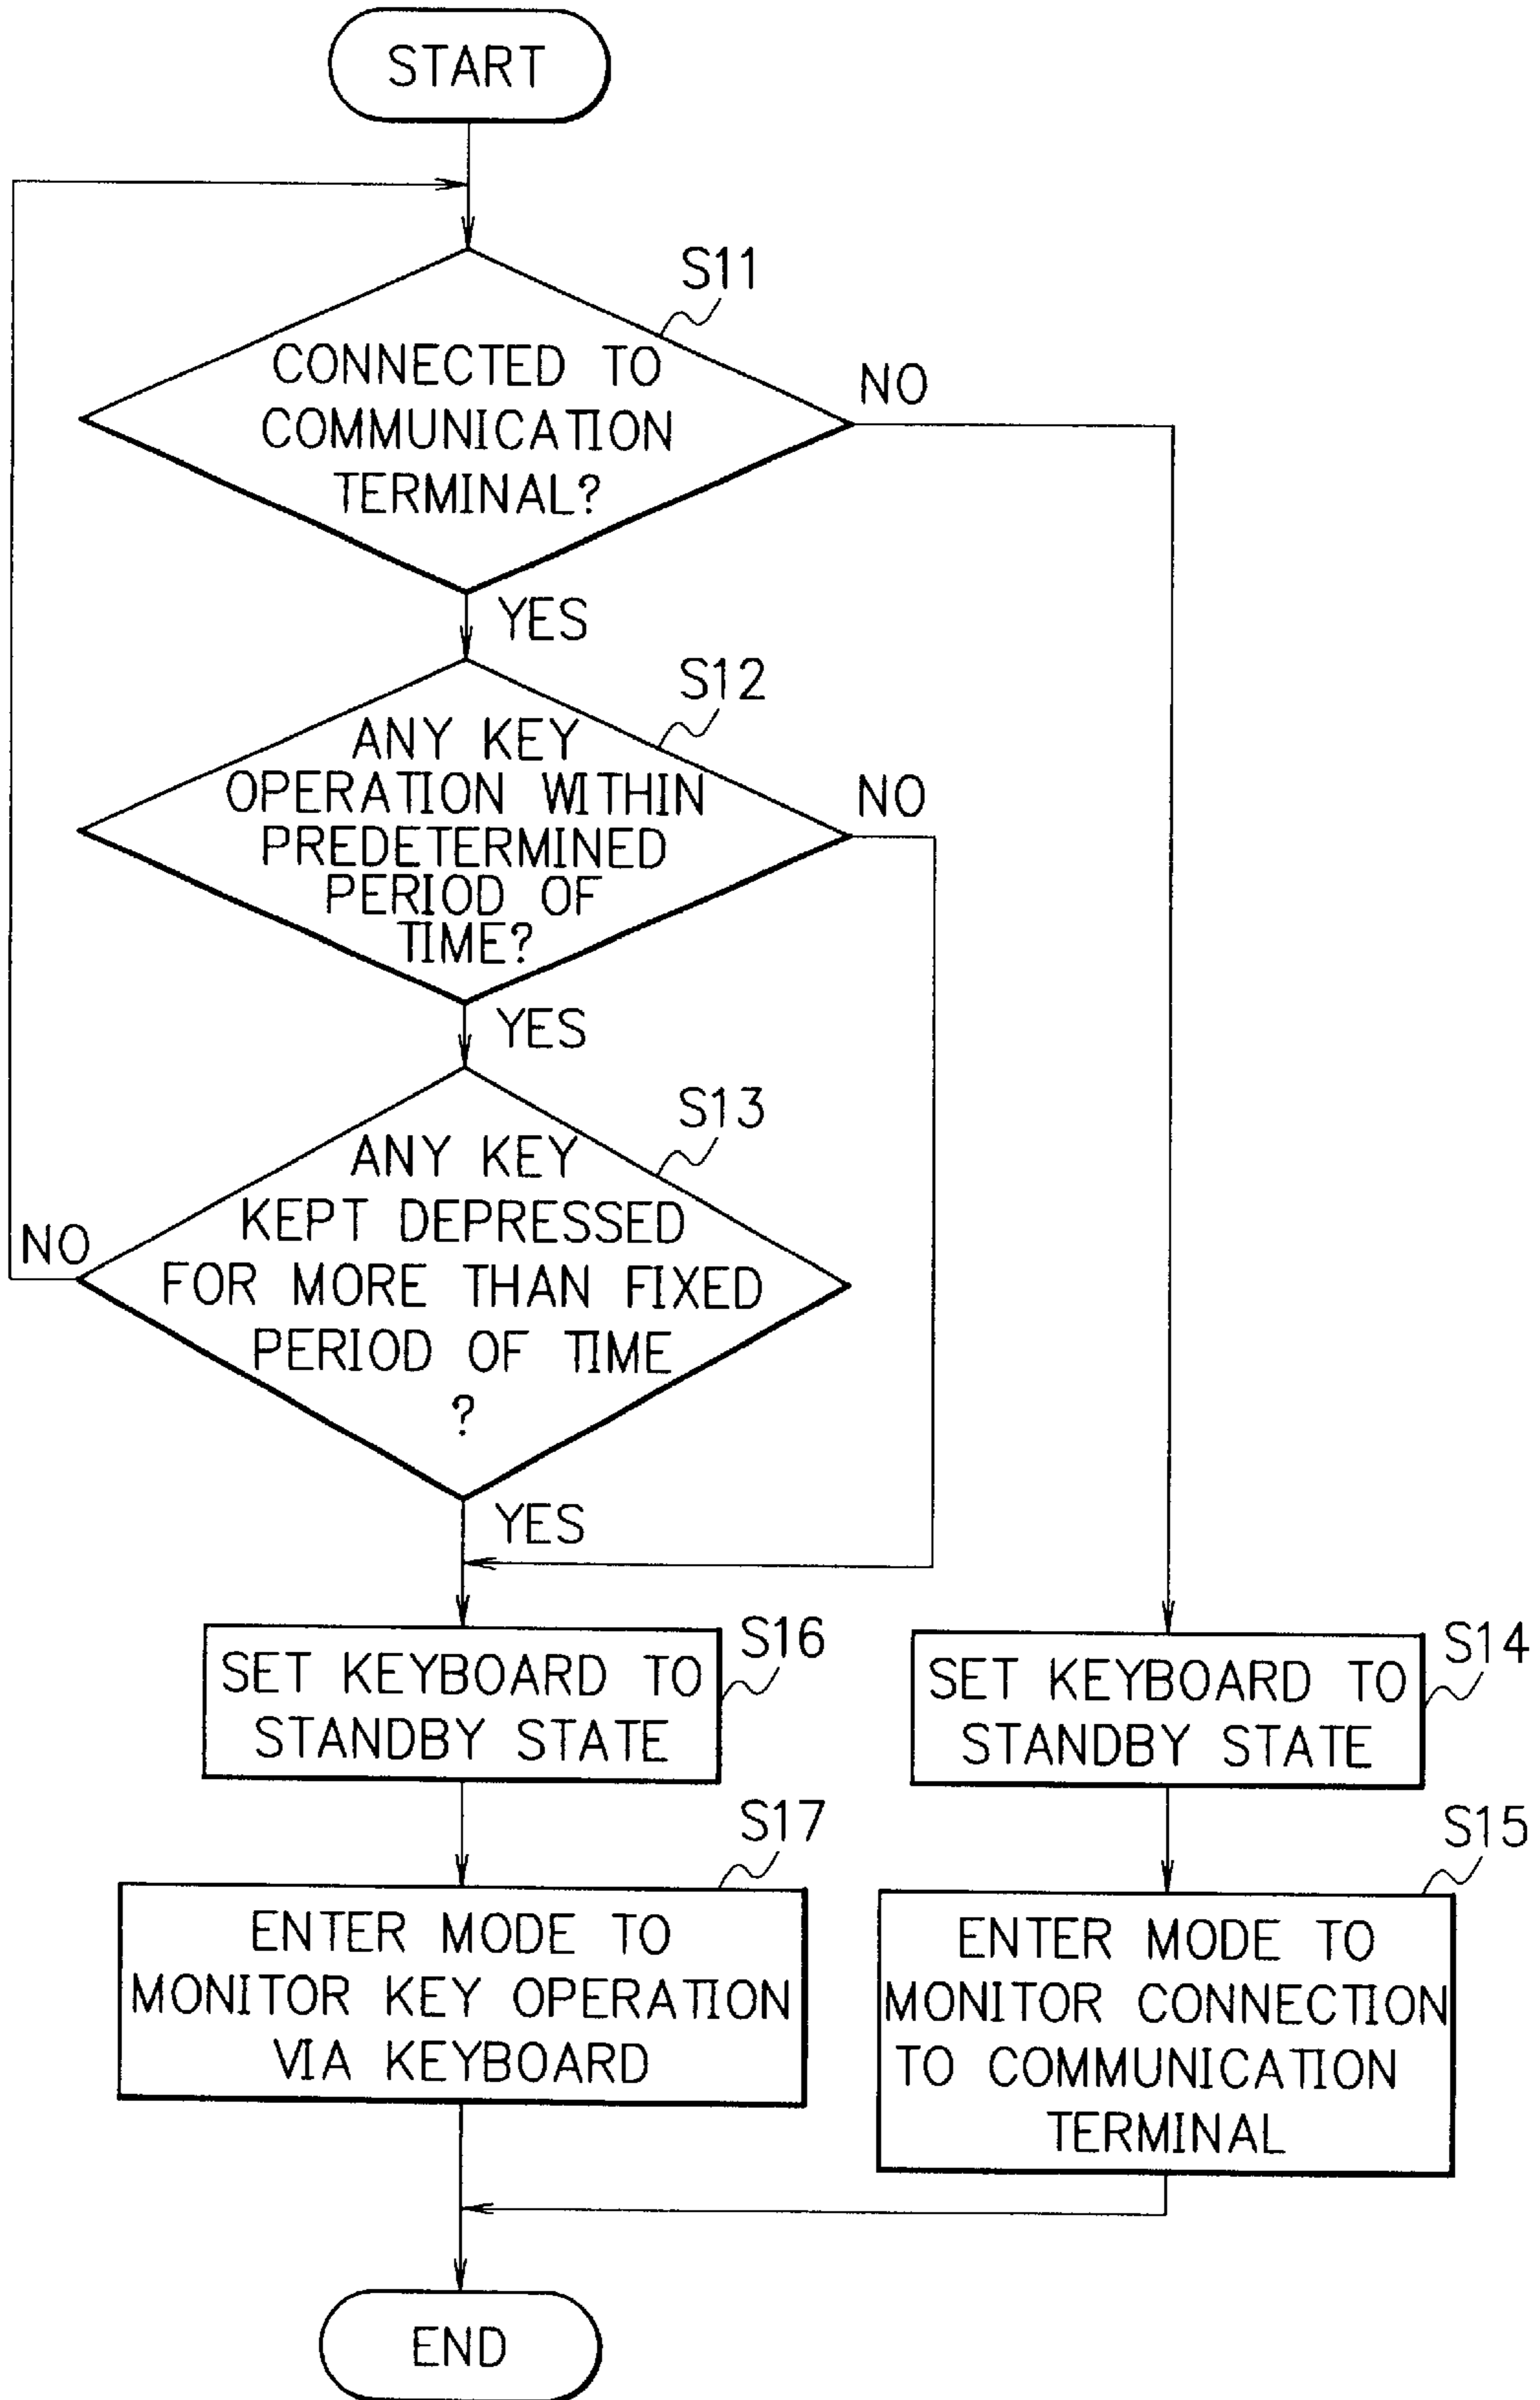 START
S11
CONNECTED TO
COMMUNICATION
TERMINAL?
NO
YES
S12
ANY KEY
OPERATION WITHIN
PREDETERMINED
PERIOD OF
TIME?
NO
YES
S13
ANY KEY
KEPT DEPRESSED
FOR MORE THAN FIXED
PERIOD OF TIME
?
NO
YES
S16
SET KEYBOARD TO
STANDBY STATE
S14
SET KEYBOARD TO
STANDBY STATE
S17
ENTER MODE TO
MONITOR KEY OPERATION
VIA KEYBOARD
S15
ENTER MODE TO
MONITOR CONNECTION
TO COMMUNICATION
TERMINAL
END